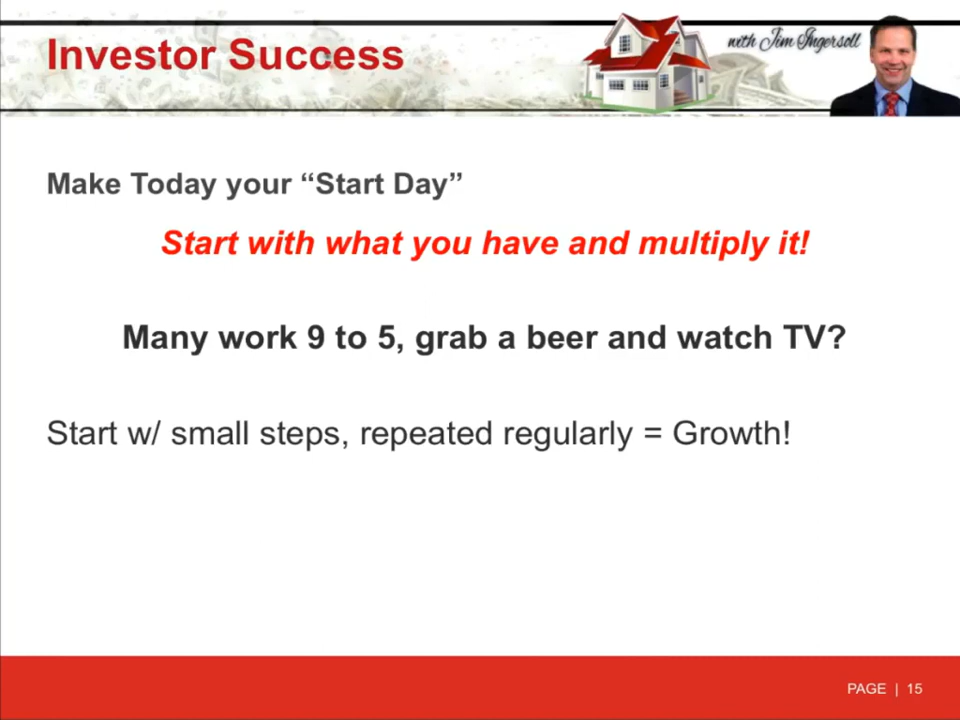 Investor Success
with Jim Ingersoll
Make Today your “Start Day”
Start with what you have and multiply it!
Many work 9 to 5, grab a beer and watch TV?
Start w/ small steps, repeated regularly = Growth!
PAGE | 15